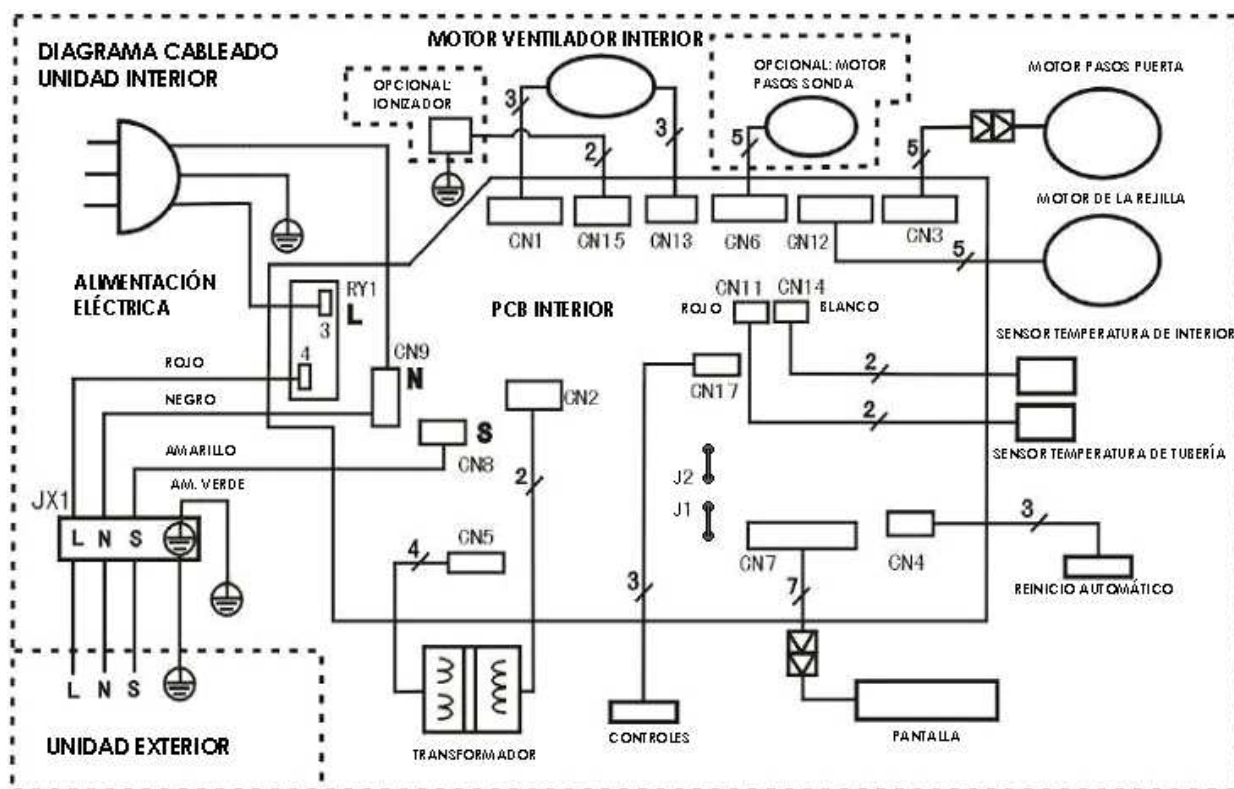 DIAGRAMA CABLEADO
UNIDAD INTERIOR
MOTOR VENTILADOR INTERIOR
OPCIONAL:
IONIZADOR
OPCIONAL: MOTOR
PASOS SONDA
MOTOR PASOS PUERTA
3
3
2
5
5
CN1
CN15
CN13
CN6
CN12
CN3
MOTOR DE LA REJILLA
5
ALIMENTACIÓN
ELÉCTRICA
RY1
L
3
4
PCB INTERIOR
CN11
CN14
ROJO
BLANCO
SENSOR TEMPERATURA DE INTERIOR
2
2
SENSOR TEMPERATURA DE TUBERÍA
ROJO
NEGRO
CN9
N
CN2
CN17
AMARILLO
S
CN8
AM. VERDE
2
J2
J1
JX1
L N S
4
CN5
CN7
CN4
3
REINICIO AUTOMÁTICO
3
7
L N S
UNIDAD EXTERIOR
TRANSFORMADOR
CONTROLES
PANTALLA